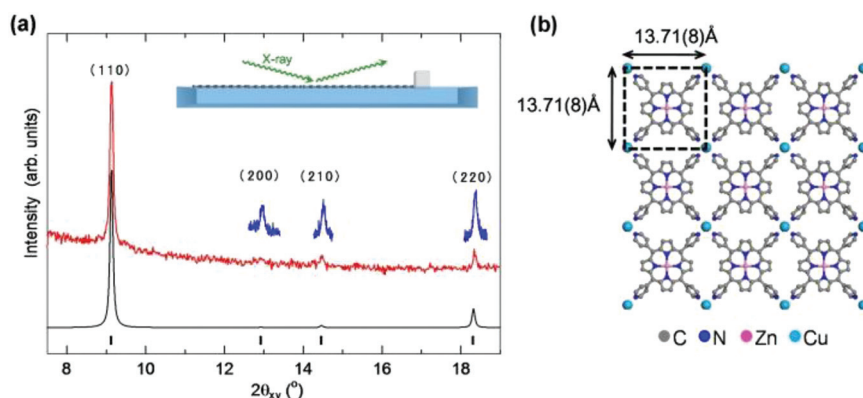 (a)
X-ray
(110)
(200)
(210)
(220)
Intensity (arb. units)
8
10
12
14
16
18
2θxy (°)
(b)
13.71(8)Å
13.71(8)Å
C N Zn Cu